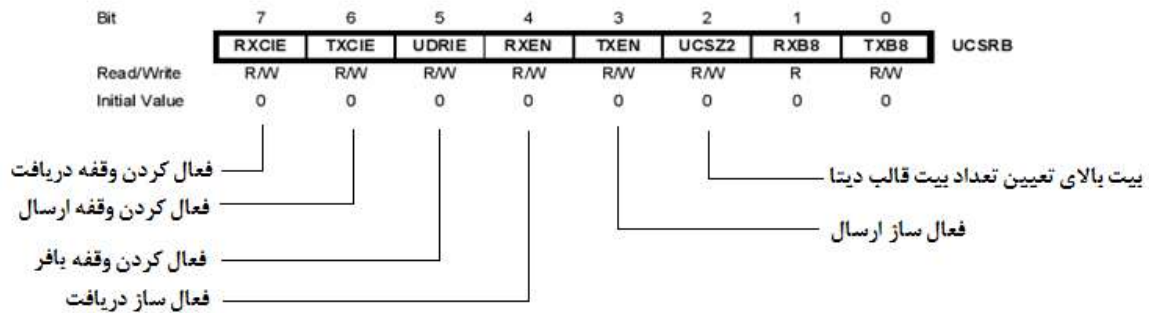 Bit 7 6 5 4 3 2 1 0
RXCIE TXCIE UDRIE RXEN TXEN UCSZ2 RXB8 TXB8 UCSRB
Read/Write R/W R/W R/W R/W R/W R/W R R/W
Initial Value 0 0 0 0 0 0 0 0
فعال کردن وقفه دریافت
بیت بالای تعیین تعداد بیت قالب دیتا
فعال کردن وقفه ارسال
فعال ساز ارسال
فعال کردن وقفه بافر
فعال ساز دریافت